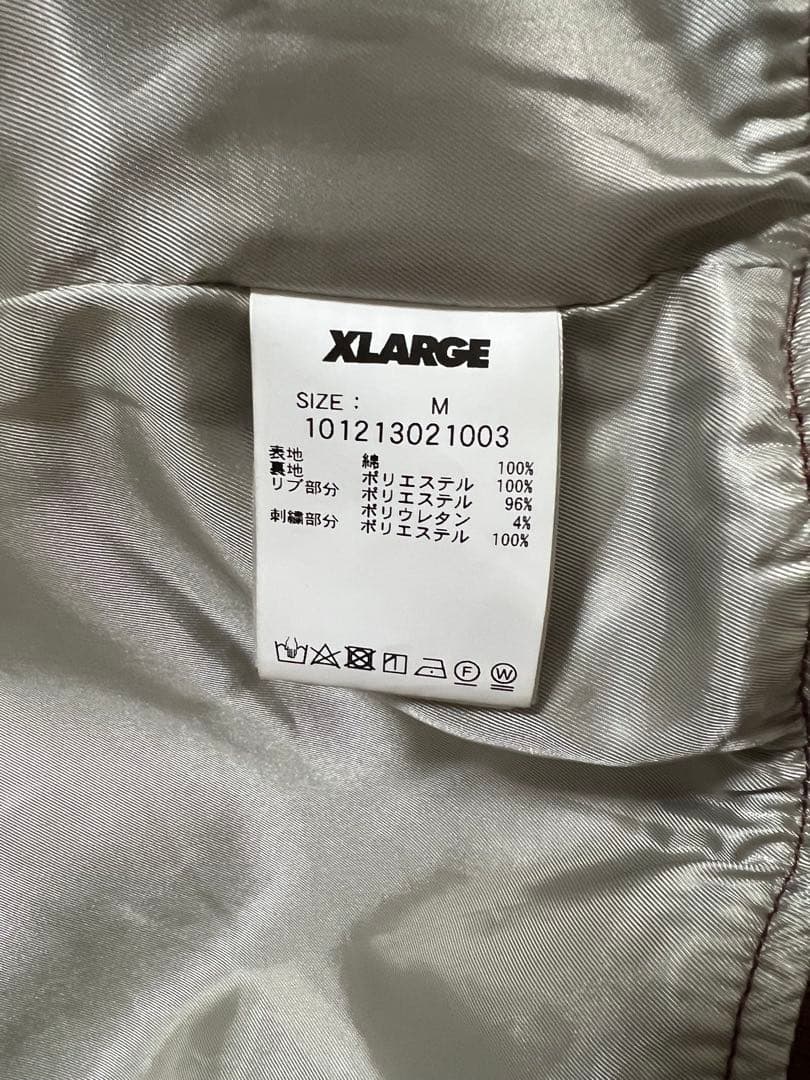 XLARGE
SIZE : M
101213021003
表地 綿 100%
裏地 ポリエステル 100%
リブ部分 ポリエステル 96%
ポリウレタン 4%
刺繍部分 ポリエステル 100%
F W